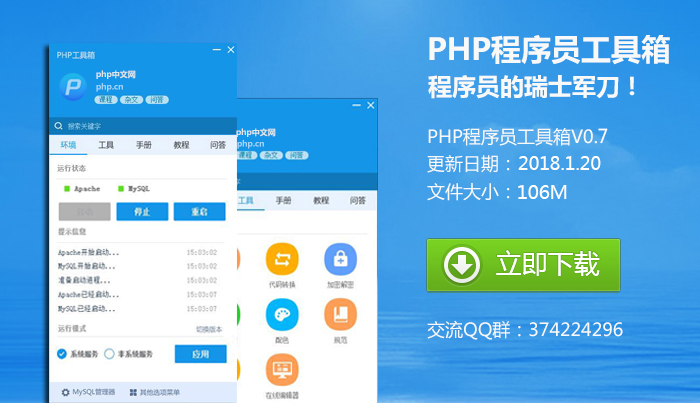 PHP工具箱
php中文网
php.cn
课程 杂文 问答
搜索关键字
环境 工具 手册 教程 问答
运行状态
Apache MySQL
停止 重启
提示信息
Apache开始启动... 15:03:02
MySQL开始启动... 15:03:02
准备启动进程... 15:03:02
Apache已经启动... 15:03:07
MySQL已经启动... 15:03:07
运行模式 切换版本
系统服务 非系统服务 应用
MySQL管理器 其他选项菜单
php中文网
php.cn
杂文 问答
工具 手册 教程 问答
代码转换 加密解密
配色 规范
在线编辑器
PHP程序员工具箱
程序员的瑞士军刀！
PHP程序员工具箱V0.7
更新日期：2018.1.20
文件大小：106M
立即下载
交流QQ群：374224296